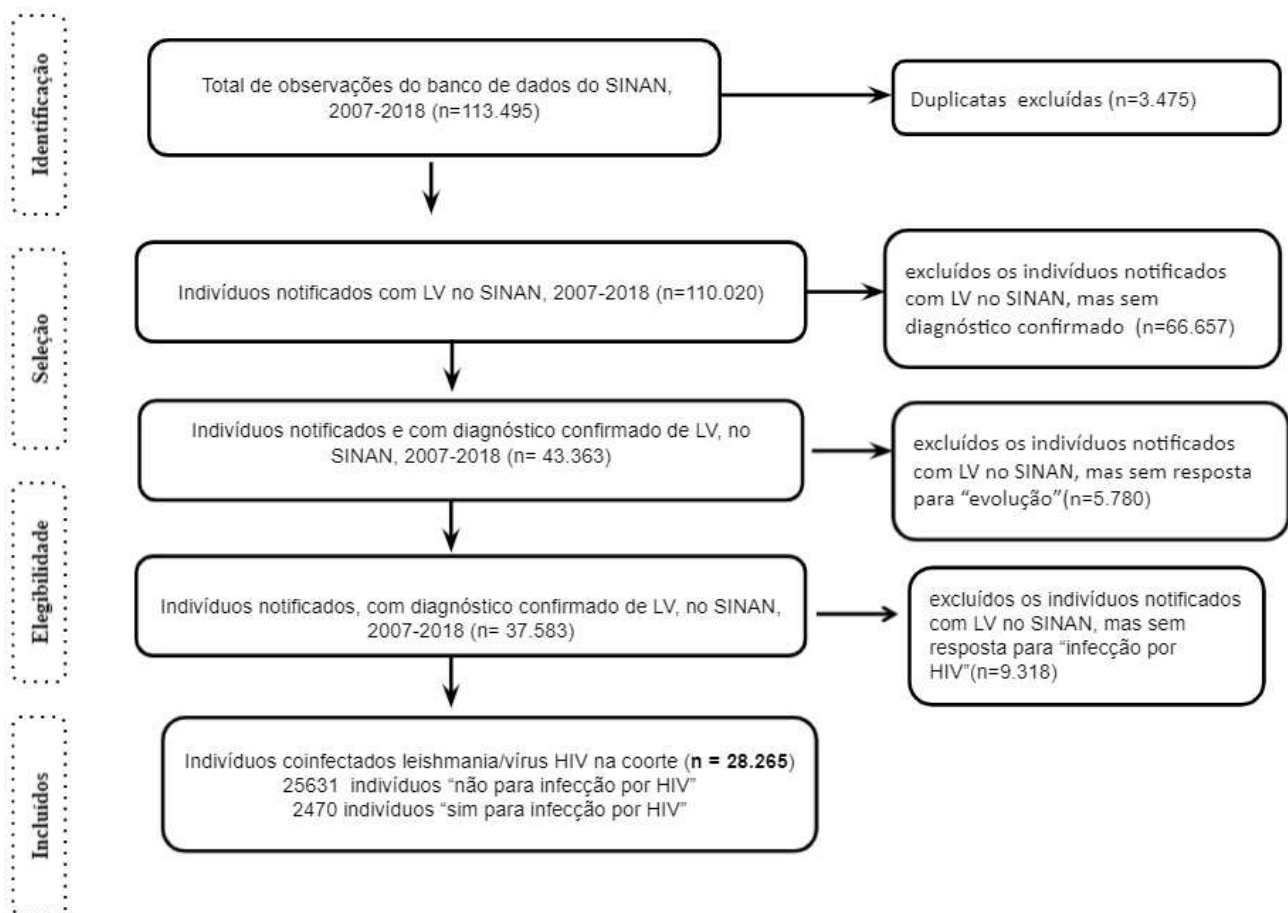 Identificação
Total de observações do banco de dados do SINAN,
2007-2018 (n=113.495)
Duplicatas excluídas (n=3.475)
Seleção
Indivíduos notificados com LV no SINAN, 2007-2018 (n=110.020)
excluídos os indivíduos notificados
com LV no SINAN, mas sem
diagnóstico confirmado (n=66.657)
Indivíduos notificados e com diagnóstico confirmado de LV, no
SINAN, 2007-2018 (n= 43.363)
excluídos os indivíduos notificados
com LV no SINAN, mas sem resposta
para “evolução”(n=5.780)
Elegibilidade
Indivíduos notificados, com diagnóstico confirmado de LV, no SINAN,
2007-2018 (n= 37.583)
excluídos os indivíduos notificados
com LV no SINAN, mas sem
resposta para “infecção por
HIV”(n=9.318)
Incluídos
Indivíduos coinfectados leishmania/vírus HIV na coorte (n = 28.265)
25631 indivíduos “não para infecção por HIV”
2470 indivíduos “sim para infecção por HIV”